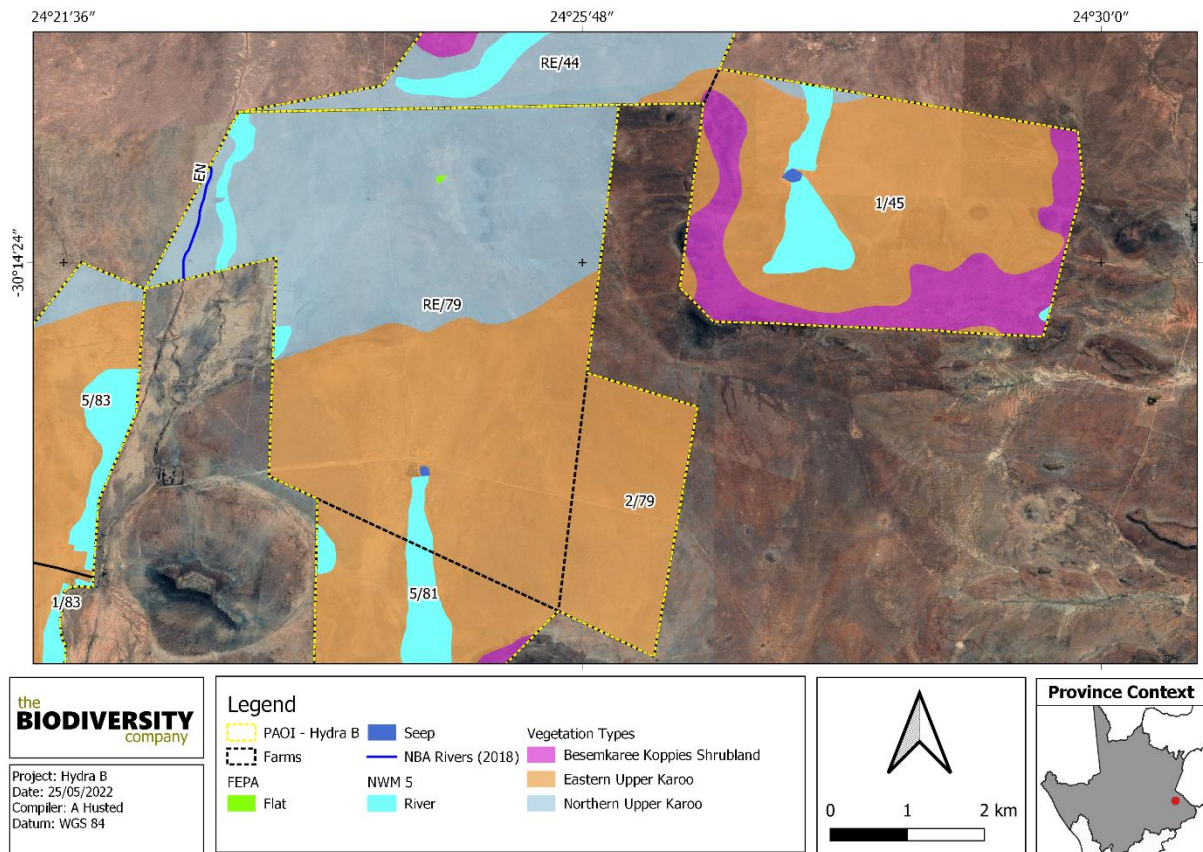 24°21'36" 24°25'48" 24°30'0"
-30°14'24"
RE/44
EN
1/45
RE/79
5/83
2/79
5/81
1/83
the
BIODIVERSITY
company
Project: Hydra B
Date: 25/05/2022
Compiler: A Husted
Datum: WGS 84
Legend
PAOI - Hydra B
Farms
FEPA
Flat
Seep
NBA Rivers (2018)
NWM 5
River
Vegetation Types
Besemkaree Koppies Shrubland
Eastern Upper Karoo
Northern Upper Karoo
0 1 2 km
Province Context